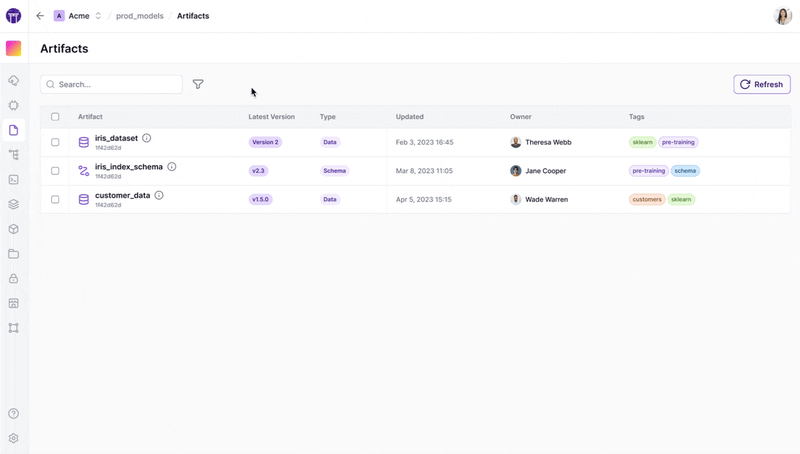 A Acme / prod_models / Artifacts
Artifacts
Search...
Refresh
Artifact Latest Version Type Updated Owner Tags
iris_dataset Version 2 Data Feb 3, 2023 16:45 Theresa Webb sklearn pre-training
1f42d62d
iris_index_schema v2.3 Schema Mar 8, 2023 11:05 Jane Cooper pre-training schema
1f42d62d
customer_data v1.5.0 Data Apr 5, 2023 15:15 Wade Warren customers sklearn
1f42d62d